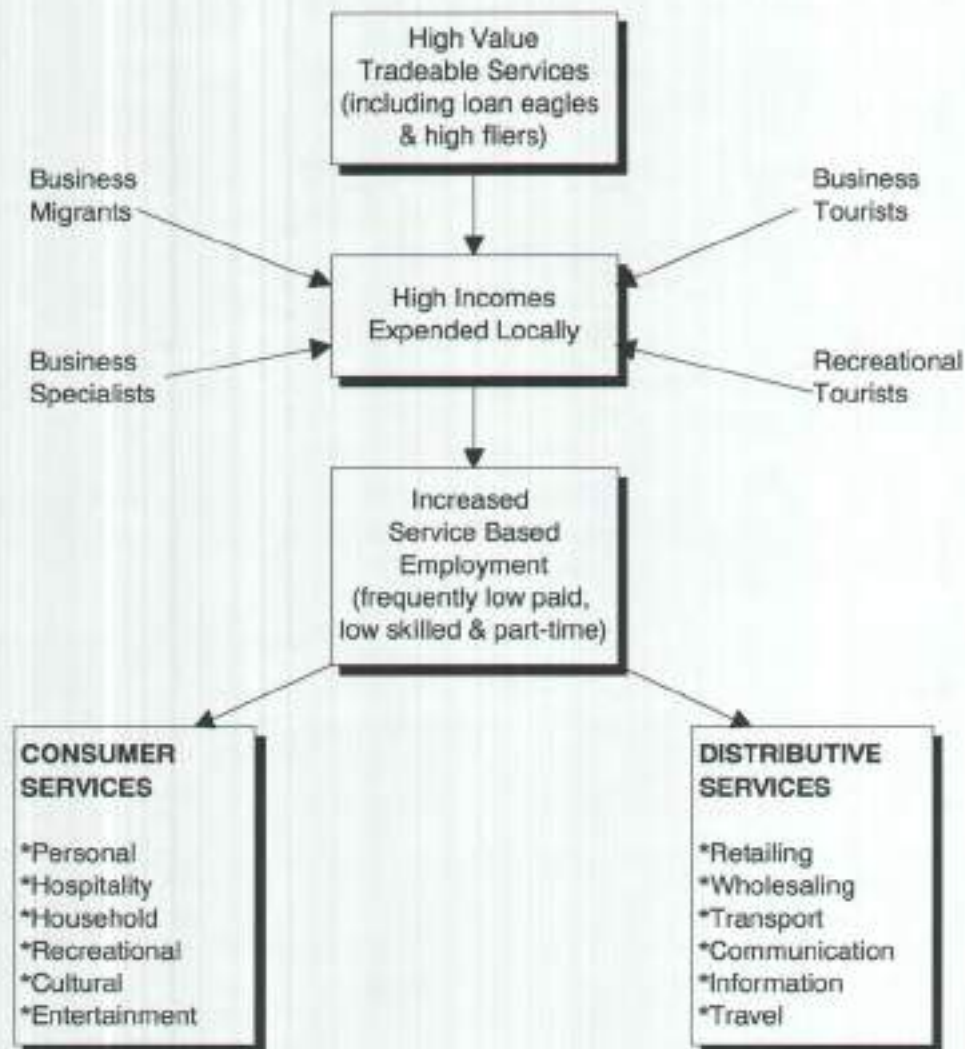 High Value
Tradeable Services
(including loan eagles
& high fliers)
Business
Migrants
Business
Tourists
High Incomes
Expended Locally
Business
Specialists
Recreational
Tourists
Increased
Service Based
Employment
(frequently low paid,
low skilled & part-time)
CONSUMER
SERVICES
*Personal
*Hospitality
*Household
*Recreational
*Cultural
*Entertainment
DISTRIBUTIVE
SERVICES
*Retailing
*Wholesaling
*Transport
*Communication
*Information
*Travel